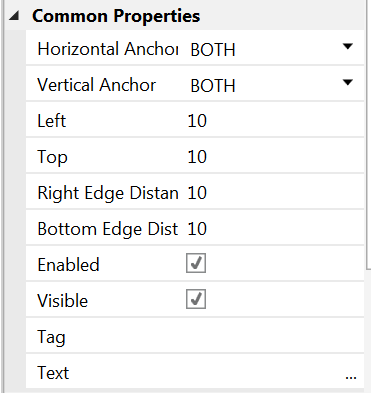 Common Properties
Horizontal Anchor BOTH
Vertical Anchor BOTH
Left 10
Top 10
Right Edge Distan 10
Bottom Edge Dist 10
Enabled
Visible
Tag
Text ...